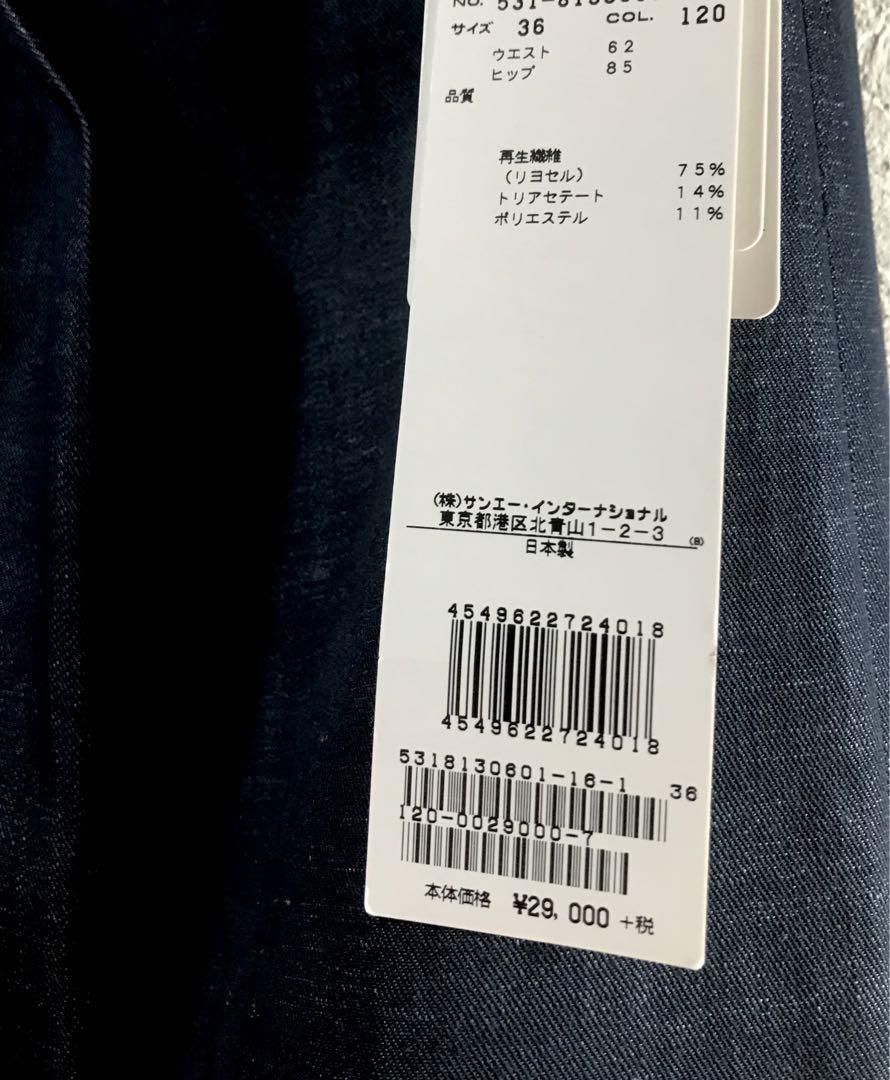 NO. 531-
サイズ 36 COL. 120
ウエスト 62
ヒップ 85
品質
再生繊維
(リヨセル) 75%
トリアセテート 14%
ポリエステル 11%
(株)サンエー・インターナショナル
東京都港区北青山1-2-3
(8)
日本製
4549622724018
4549622724018
5318130601-16-1 36
120-0029000-7
本体価格 ¥29,000 +税